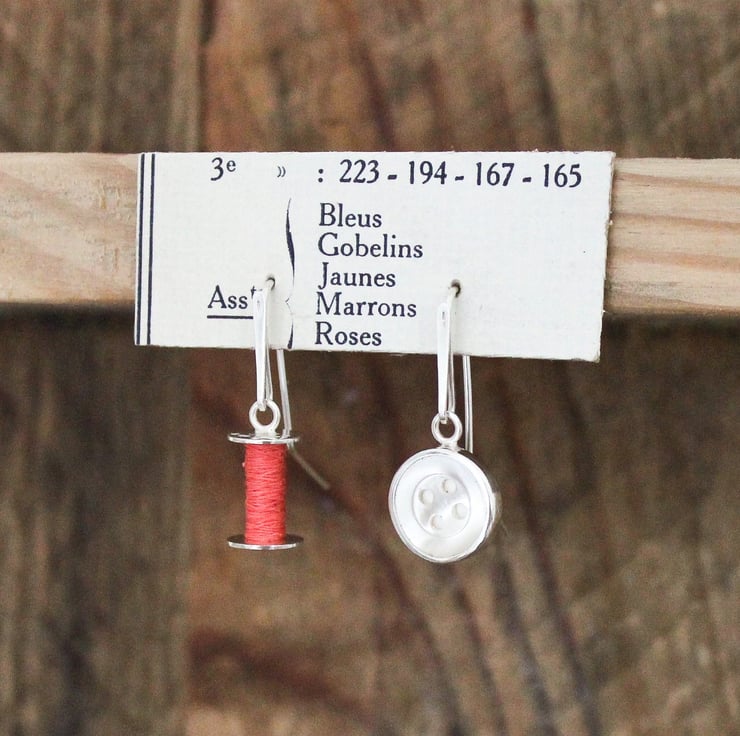 3e » : 223 - 194 - 167 - 165
Bleus
Gobelins
Jaunes
Asst Marrons
Roses